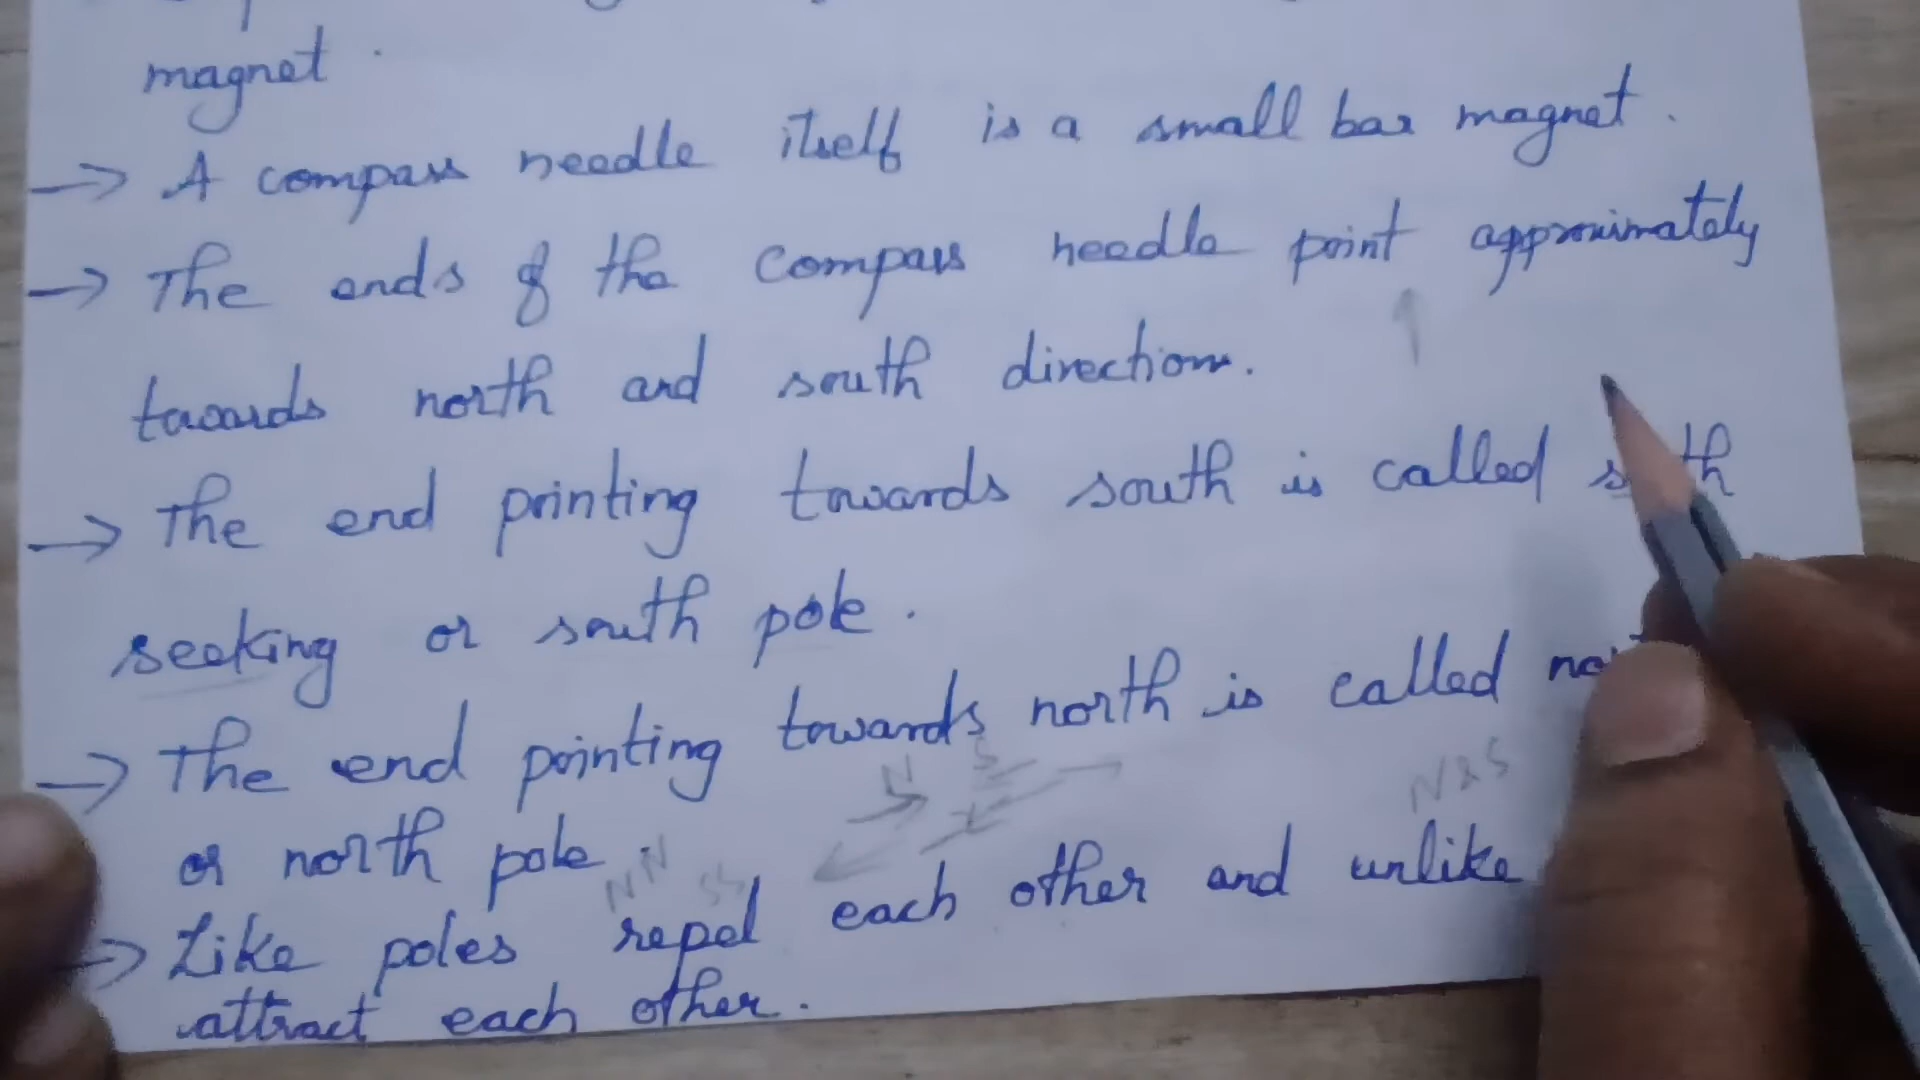 magnet.
→ A compass needle itself is a small bar magnet.
→ The ends of the compass needle point approximately
towards north and south direction.
→ The end pointing towards south is called
seeking or south pole.
→ The end pointing towards north is called
N S
N & S
or north pole.
N N SS
→ Like poles repel each other and unlike
attract each other.